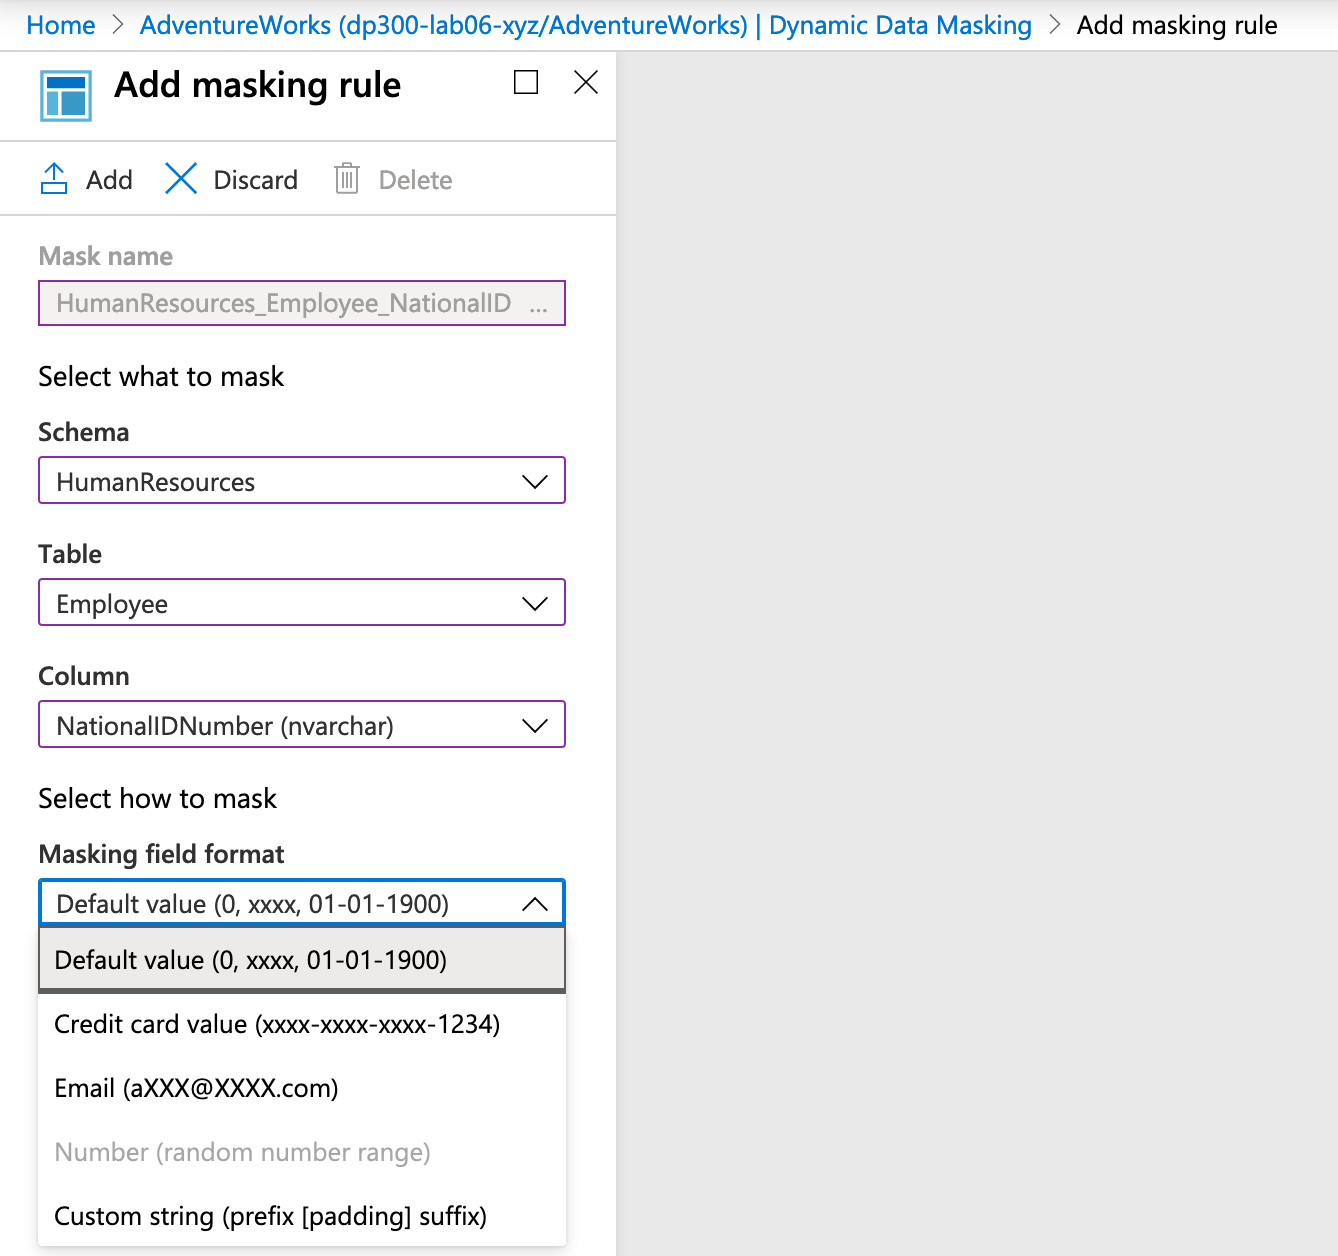 Home > AdventureWorks (dp300-lab06-xyz/AdventureWorks) | Dynamic Data Masking > Add masking rule
Add masking rule
Add Discard Delete
Mask name
HumanResources_Employee_NationalID ...
Select what to mask
Schema
HumanResources
Table
Employee
Column
NationalIDNumber (nvarchar)
Select how to mask
Masking field format
Default value (0, xxxx, 01-01-1900)
Default value (0, xxxx, 01-01-1900)
Credit card value (xxxx-xxxx-xxxx-1234)
Email (aXXX@XXXX.com)
Number (random number range)
Custom string (prefix [padding] suffix)